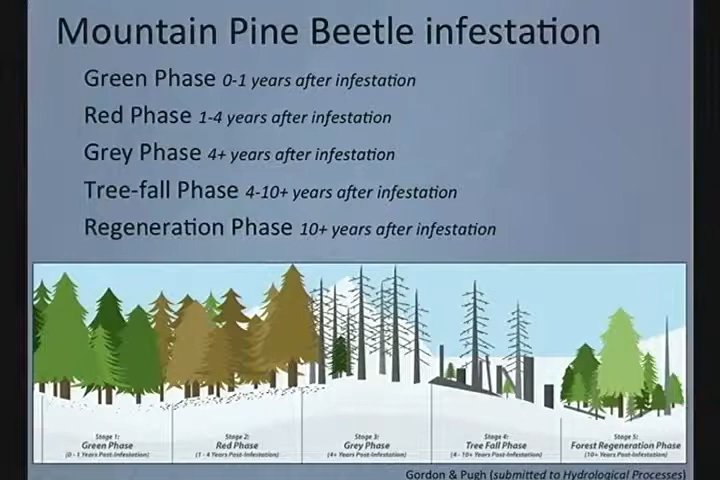 Mountain Pine Beetle infestation
Green Phase 0-1 years after infestation
Red Phase 1-4 years after infestation
Grey Phase 4+ years after infestation
Tree-fall Phase 4-10+ years after infestation
Regeneration Phase 10+ years after infestation
Stage 1:
Green Phase
(0 - 1 Years Post-Infestation)
Stage 2:
Red Phase
(1 - 4 Years Post-Infestation)
Stage 3:
Grey Phase
(4+ Years Post-Infestation)
Stage 4:
Tree Fall Phase
(4 - 10+ Years Post-Infestation)
Stage 5:
Forest Regeneration Phase
(10+ Years Post-Infestation)
Gordon & Pugh (submitted to Hydrological Processes)